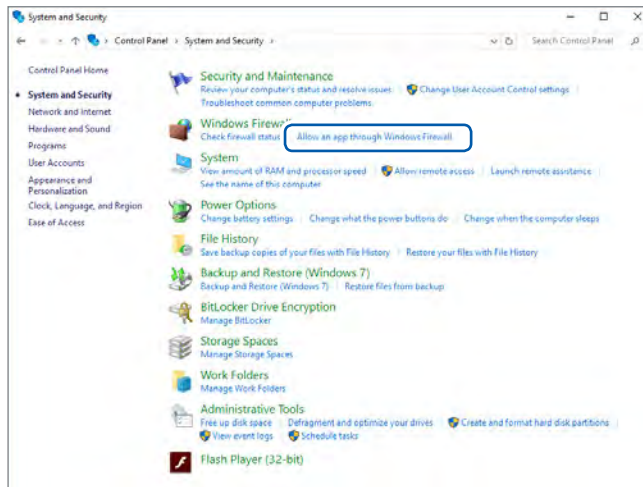 System and Security
Control Panel › System and Security ›
Search Control Panel
Control Panel Home
System and Security
Network and Internet
Hardware and Sound
Programs
User Accounts
Appearance and
Personalization
Clock, Language, and Region
Ease of Access
Security and Maintenance
Review your computer's status and resolve issues
Change User Account Control settings
Troubleshoot common computer problems
Windows
Check firewall status
Allow an app through Windows Firewall
System
View amount of RAM and processor speed
Allow remote access
Launch remote assistance
See the name of this computer
Power Options
Change battery settings
Change what the power buttons do
Change when the computer sleeps
File History
Save backup copies of your files with File History
Restore your files with File History
Backup and Restore (Windows 7)
Backup and Restore (Windows 7)
Restore files from backup
BitLocker Drive Encryption
Manage BitLocker
Storage Spaces
Manage Storage Spaces
Work Folders
Manage Work Folders
Administrative Tools
Free up disk space
Defragment and optimize your drives
Create and format hard disk partitions
View event logs
Schedule tasks
Flash Player (32-bit)